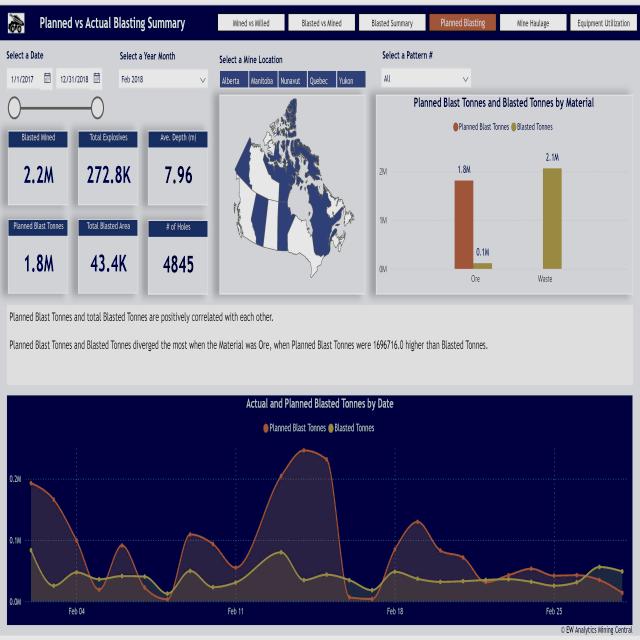 Planned vs Actual Blasting Summary
Mined vs Milled
Blasted vs Mined
Blasted Summary
Planned Blasting
Mine Haulage
Equipment Utilization
Select a Date
Select a Year Month
Select a Mine Location
Select a Pattern #
1/1/2017
12/31/2018
Feb 2018
Alberta
Manitoba
Nunavut
Quebec
Yukon
All
Blasted Mined
2.2M
Total Explosives
272.8K
Ave. Depth (m)
7.96
Planned Blast Tonnes
1.8M
Total Blasted Area
43.4K
# of Holes
4845
Planned Blast Tonnes and Blasted Tonnes by Material
Planned Blast Tonnes
Blasted Tonnes
2M
1M
0M
1.8M
0.1M
2.1M
Ore
Waste
Planned Blast Tonnes and total Blasted Tonnes are positively correlated with each other.
Planned Blast Tonnes and Blasted Tonnes diverged the most when the Material was Ore, when Planned Blast Tonnes were 1696716.0 higher than Blasted Tonnes.
Actual and Planned Blasted Tonnes by Date
Planned Blast Tonnes
Blasted Tonnes
0.2M
0.1M
0.0M
Feb 04
Feb 11
Feb 18
Feb 25
© EW Analytics Mining Central